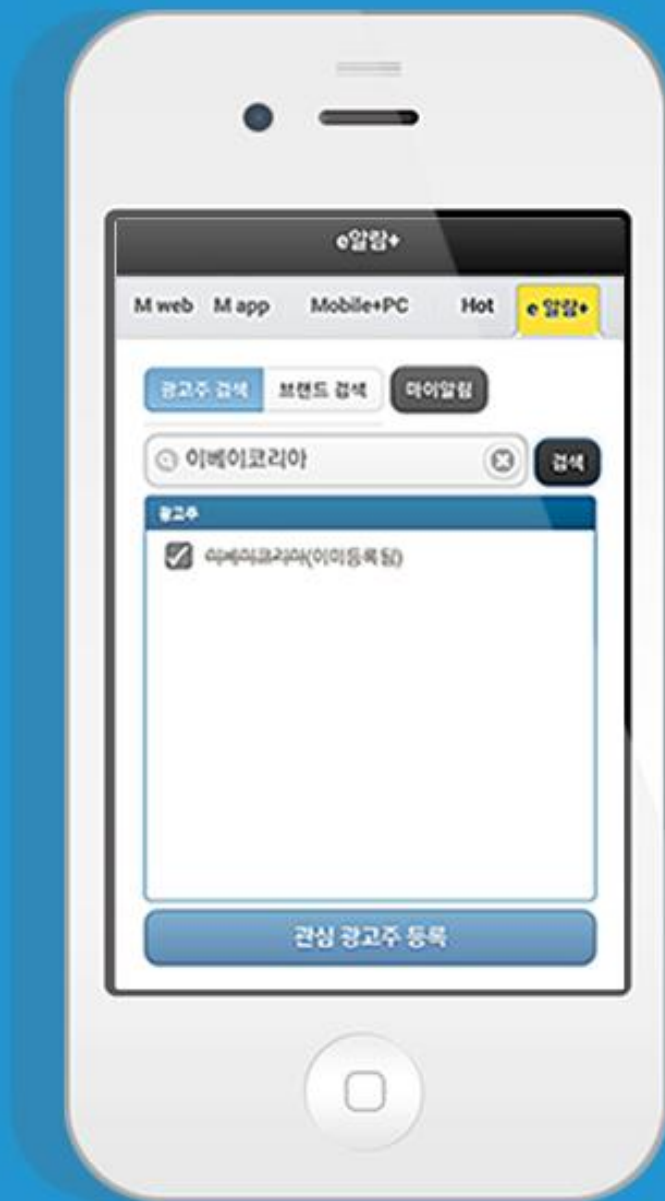 e알람+
M web M app Mobile+PC Hot e 알람+
광고주 검색 브랜드 검색 마이알림
이베이코리아 검색
광고주
이베이코리아(이미등록됨)
관심 광고주 등록